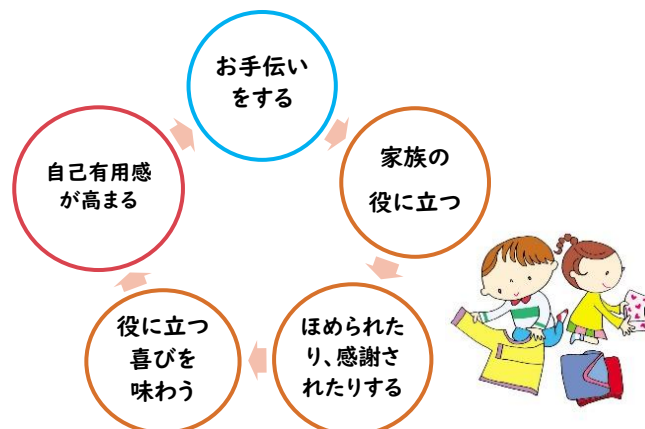 お手伝い
をする
家族の
役に立つ
ほめられた
り、感謝さ
れたりする
役に立つ
喜びを
味わう
自己有用感
が高まる